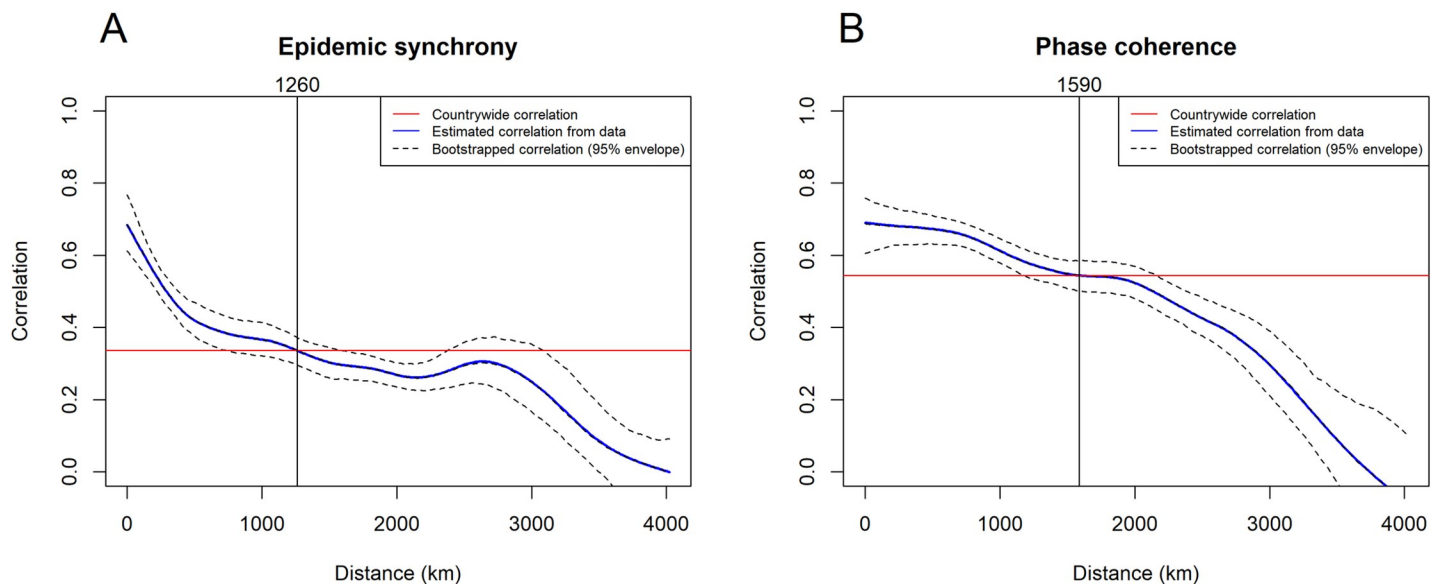 A
Epidemic synchrony
1260
Countrywide correlation
Estimated correlation from data
Bootstrapped correlation (95% envelope)
1.0
0.8
0.6
0.4
0.2
0.0
Correlation
0 1000 2000 3000 4000
Distance (km)
B
Phase coherence
1590
Countrywide correlation
Estimated correlation from data
Bootstrapped correlation (95% envelope)
1.0
0.8
0.6
0.4
0.2
0.0
Correlation
0 1000 2000 3000 4000
Distance (km)